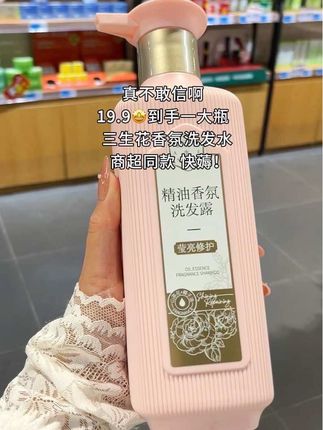 真不敢信啊
19.9🤩到手一大瓶
三生花香氛洗发水
商超同款 快薅!
精油香氛
洗发露
莹亮修护
OIL ESSENCE
FRAGRANCE SHAMPOO
Shining
Repairing